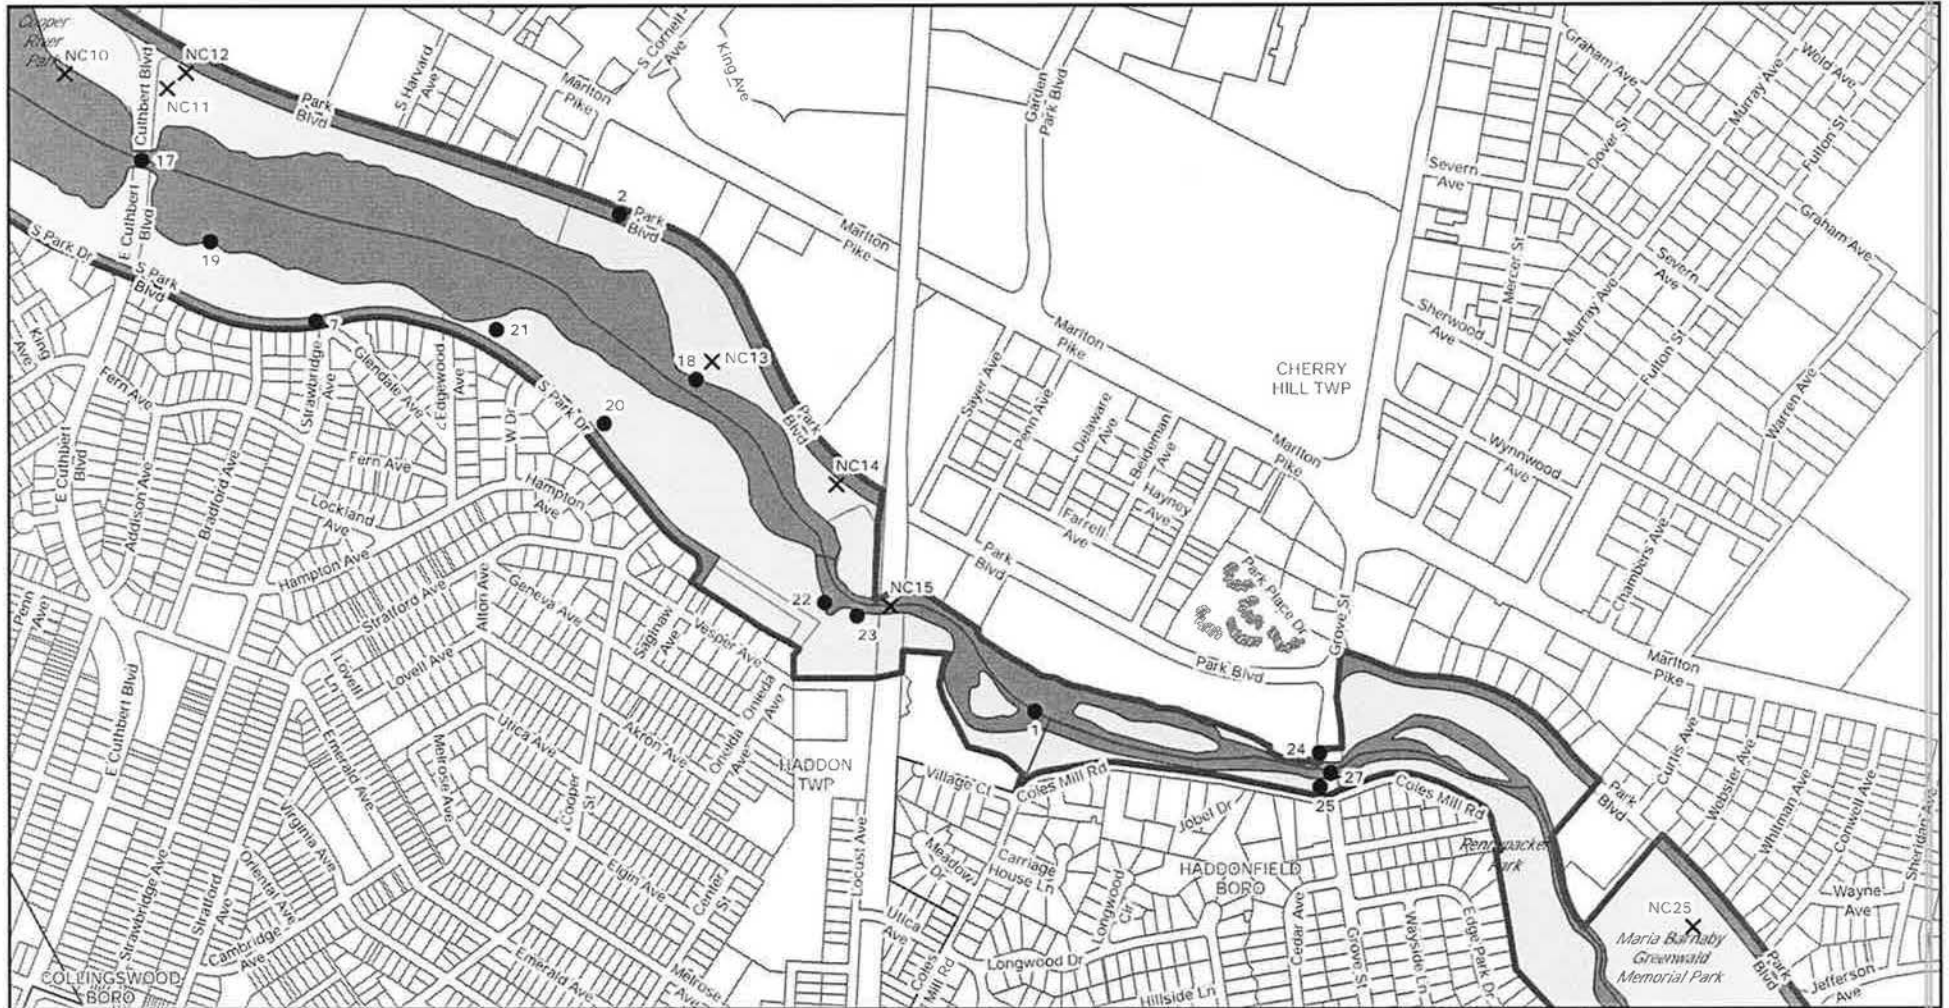 Cooper
River
Park
NC10
NC12
NC11
Cuthbert Blvd
17
E Cuthbert
Blvd
19
S Park Dr
S Park
Blvd
Park
Blvd
S Harvard
Ave
Marlton
Pike
S Cornell
Ave
King Ave
2
Park
Blvd
Marlton
Pike
Garden
Park Blvd
Graham Ave
Weld Ave
Murray Ave
Dover St
Fulton St
Severn
Ave
Graham Ave
Mercer St
Severn
Ave
Murray Ave
Sherwood
Ave
Fulton St
Warren Ave
Wynnwood
Ave
Chambers Ave
CHERRY
HILL TWP
Marlton
Pike
Sayer Ave
Penn Ave
Delaware
Ave
Beideman
Ave
Hayney
Ave
Farrell
Ave
Marlton
Pike
Park
Blvd
Park Place Dr
Grove St
Park Blvd
Marlton
Pike
King
Ave
7
21
18
NC13
20
NC14
Park
Blvd
NC15
22
23
1
24
27
25
Fern Ave
Strawbridge
Ave
Glendale Ave
Edgewood
Ave
W Dr
S Park Dr
E Cuthbert
Blvd
Addison Ave
Bradford Ave
Fern Ave
Lockland
Ave
Hampton
Ave
Hampton Ave
Stratford Ave
Alton Ave
Geneva Ave
Saginaw
Ave
Vesper Ave
Penn
Ave
Lovell
Ln
Lovell Ave
Oneida
Ave
Oneida
Ave
Akron Ave
Utica Ave
E Cuthbert Blvd
Emerald Ave
Melrose Ave
Cooper
St
HADDON
TWP
Virginia Ave
Oriental Ave
Elgin Ave
Center
St
Locust Ave
Strawbridge Ave
Stratford
Ave
Cambridge
Ave
Emerald Ave
Melrose
Ave
COLLINGSWOOD
BORO
Village Ct
Coles Mill Rd
Coles Mill Rd
Jobel Dr
Meadow
Dr
Carriage
House Ln
HADDONFIELD
BORO
Longwood
Cir
Utica
Ave
Coles
Mill Rd
Longwood Dr
Hillside Ln
Cedar Ave
Grove St
Wayside Ln
Edge Park Dr
Pennypacker
Park
Park
Blvd
Curtis Ave
Webster Ave
Whitman Ave
Conwell Ave
Sheridan Ave
Wayne
Ave
NC25
Maria Barnaby
Greenwald
Memorial Park
Park
Blvd
Jefferson
Ave